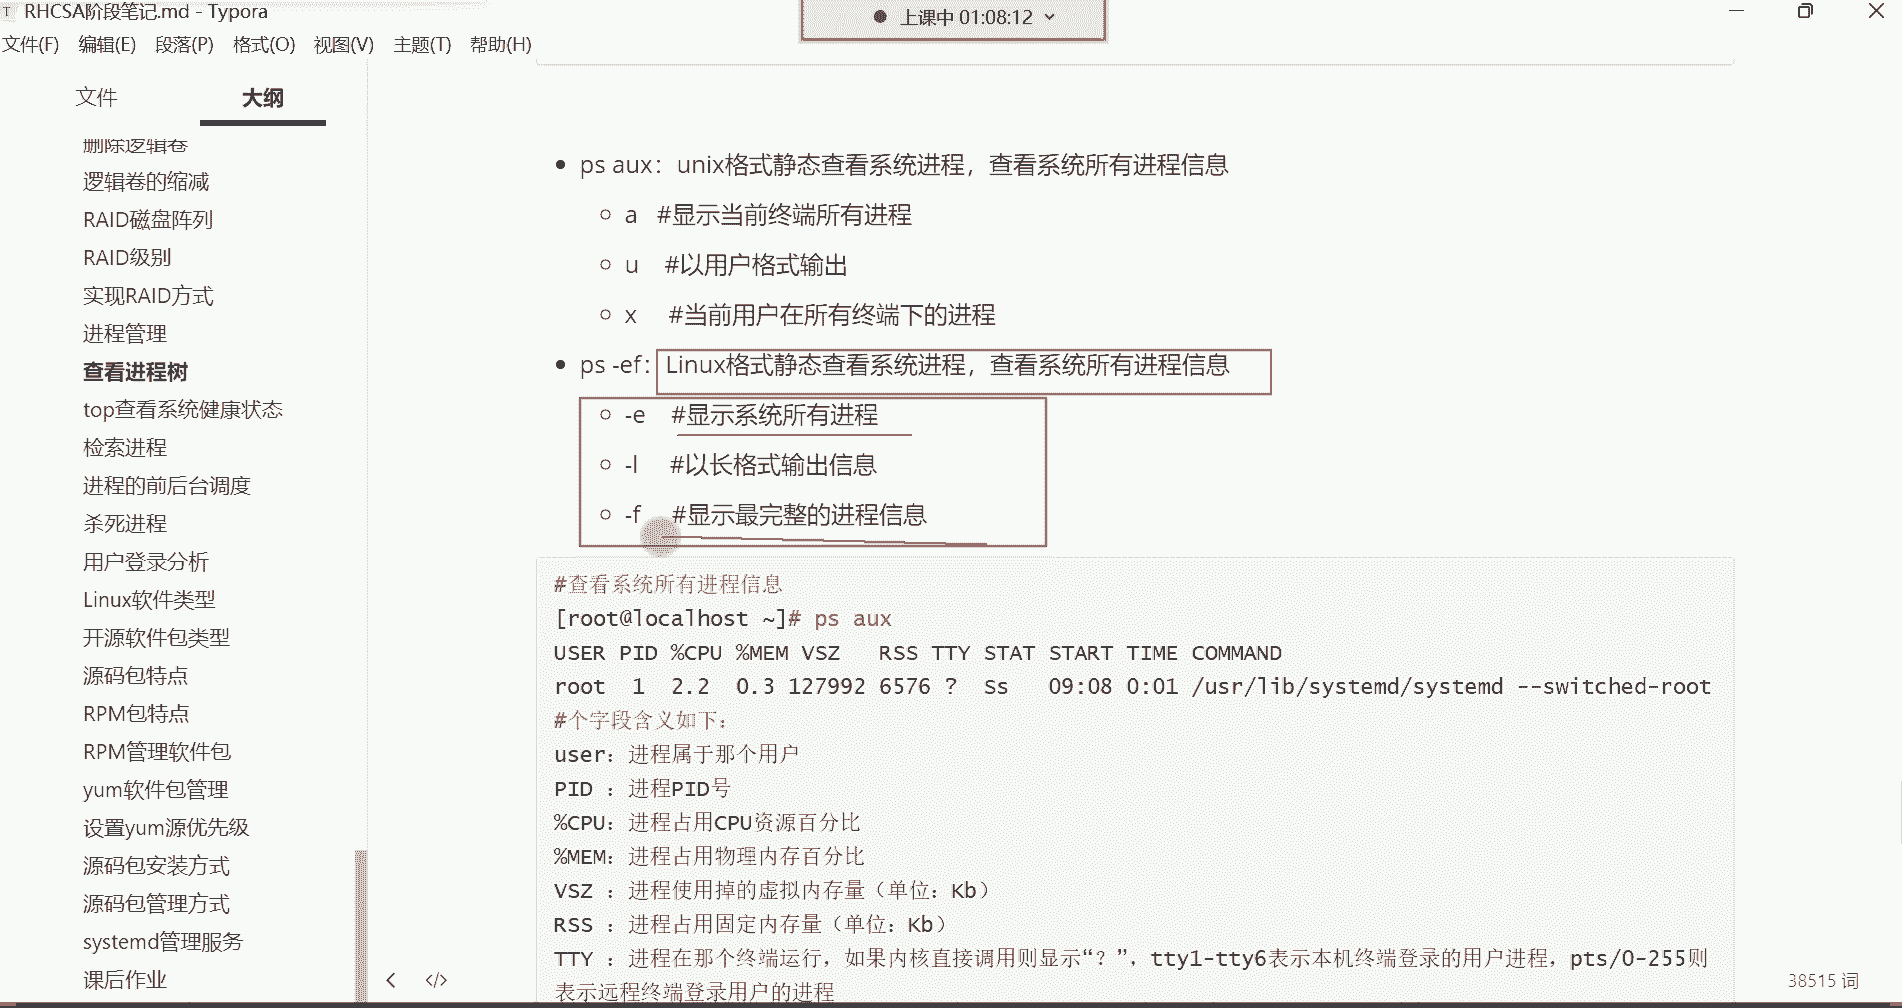 RHCSA阶段笔记.md - Typora
上课中 01:08:12
文件(F) 编辑(E) 段落(P) 格式(O) 视图(V) 主题(T) 帮助(H)
文件 大纲
删除逻辑卷
逻辑卷的缩减
RAID磁盘阵列
RAID级别
实现RAID方式
进程管理
查看进程树
top查看系统健康状态
检索进程
进程的前后台调度
杀死进程
用户登录分析
Linux软件类型
开源软件包类型
源码包特点
RPM包特点
RPM管理软件包
yum软件包管理
设置yum源优先级
源码包安装方式
源码包管理方式
systemd管理服务
课后作业
ps aux：unix格式静态查看系统进程，查看系统所有进程信息
a #显示当前终端所有进程
u #以用户格式输出
x #当前用户在所有终端下的进程
ps -ef：Linux格式静态查看系统进程，查看系统所有进程信息
-e #显示系统所有进程
-l #以长格式输出信息
-f #显示最完整的进程信息
#查看系统所有进程信息
[root@localhost ~]# ps aux
USER PID %CPU %MEM VSZ RSS TTY STAT START TIME COMMAND
root 1 2.2 0.3 127992 6576 ? Ss 09:08 0:01 /usr/lib/systemd/systemd --switched-root
#个字段含义如下：
user：进程属于那个用户
PID ：进程PID号
%CPU：进程占用CPU资源百分比
%MEM：进程占用物理内存百分比
VSZ ：进程使用掉的虚拟内存量（单位：Kb）
RSS ：进程占用固定内存量（单位：Kb）
TTY ：进程在那个终端运行，如果内核直接调用则显示“？”，tty1-tty6表示本机终端登录的用户进程，pts/0-255则
表示远程终端登录用户的进程
38515 词